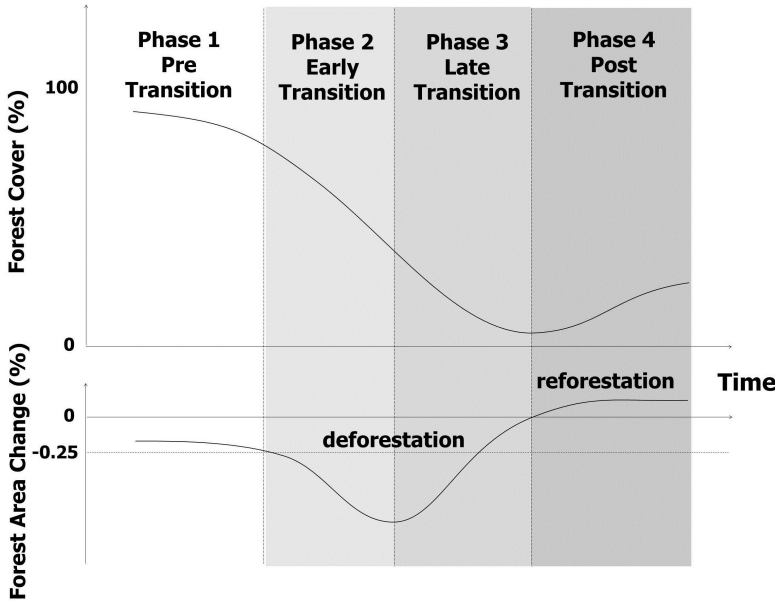 Phase 1
Pre
Transition
Phase 2
Early
Transition
Phase 3
Late
Transition
Phase 4
Post
Transition
Forest Cover (%)
100
0
Time
Forest Area Change (%)
0
-0.25
deforestation
reforestation